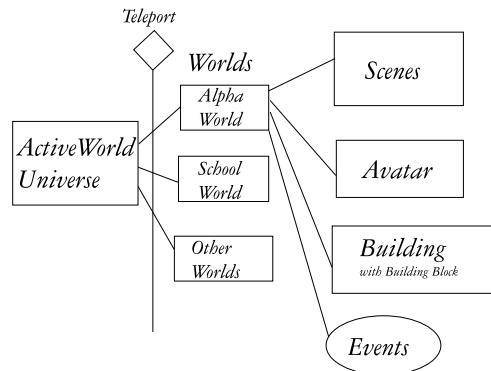 Teleport
Worlds
ActiveWorld
Universe
Alpha
World
School
World
Other
Worlds
Scenes
Avatar
Building
with Building Block
Events